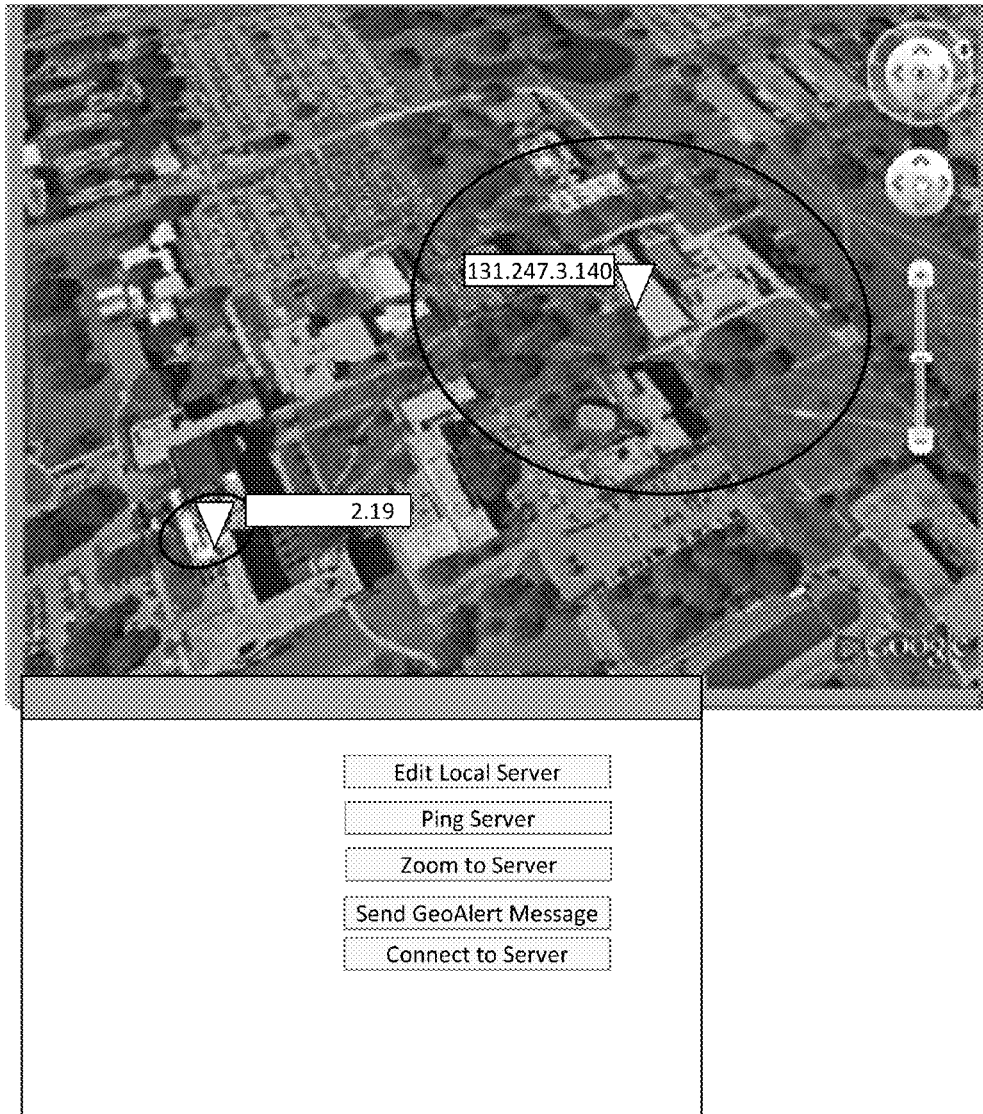 131.247.3.140
2.19
Google
Edit Local Server
Ping Server
Zoom to Server
Send GeoAlert Message
Connect to Server